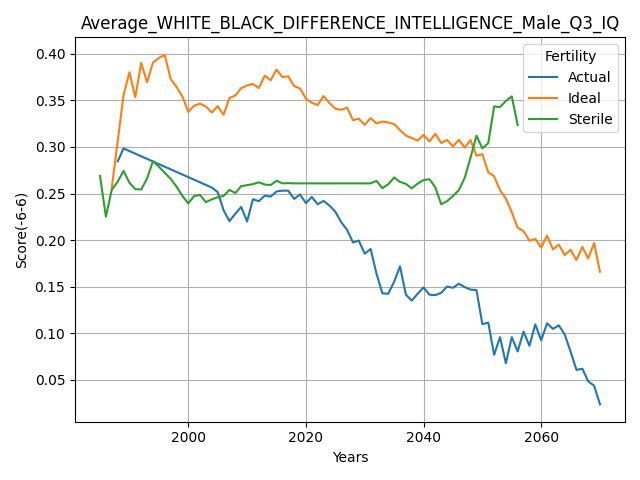 Average_WHITE_BLACK_DIFFERENCE_INTELLIGENCE_Male_Q3_IQ
Fertility
Actual
Ideal
Sterile
Score(-6-6)
0.40
0.35
0.30
0.25
0.20
0.15
0.10
0.05
2000
2020
2040
2060
Years